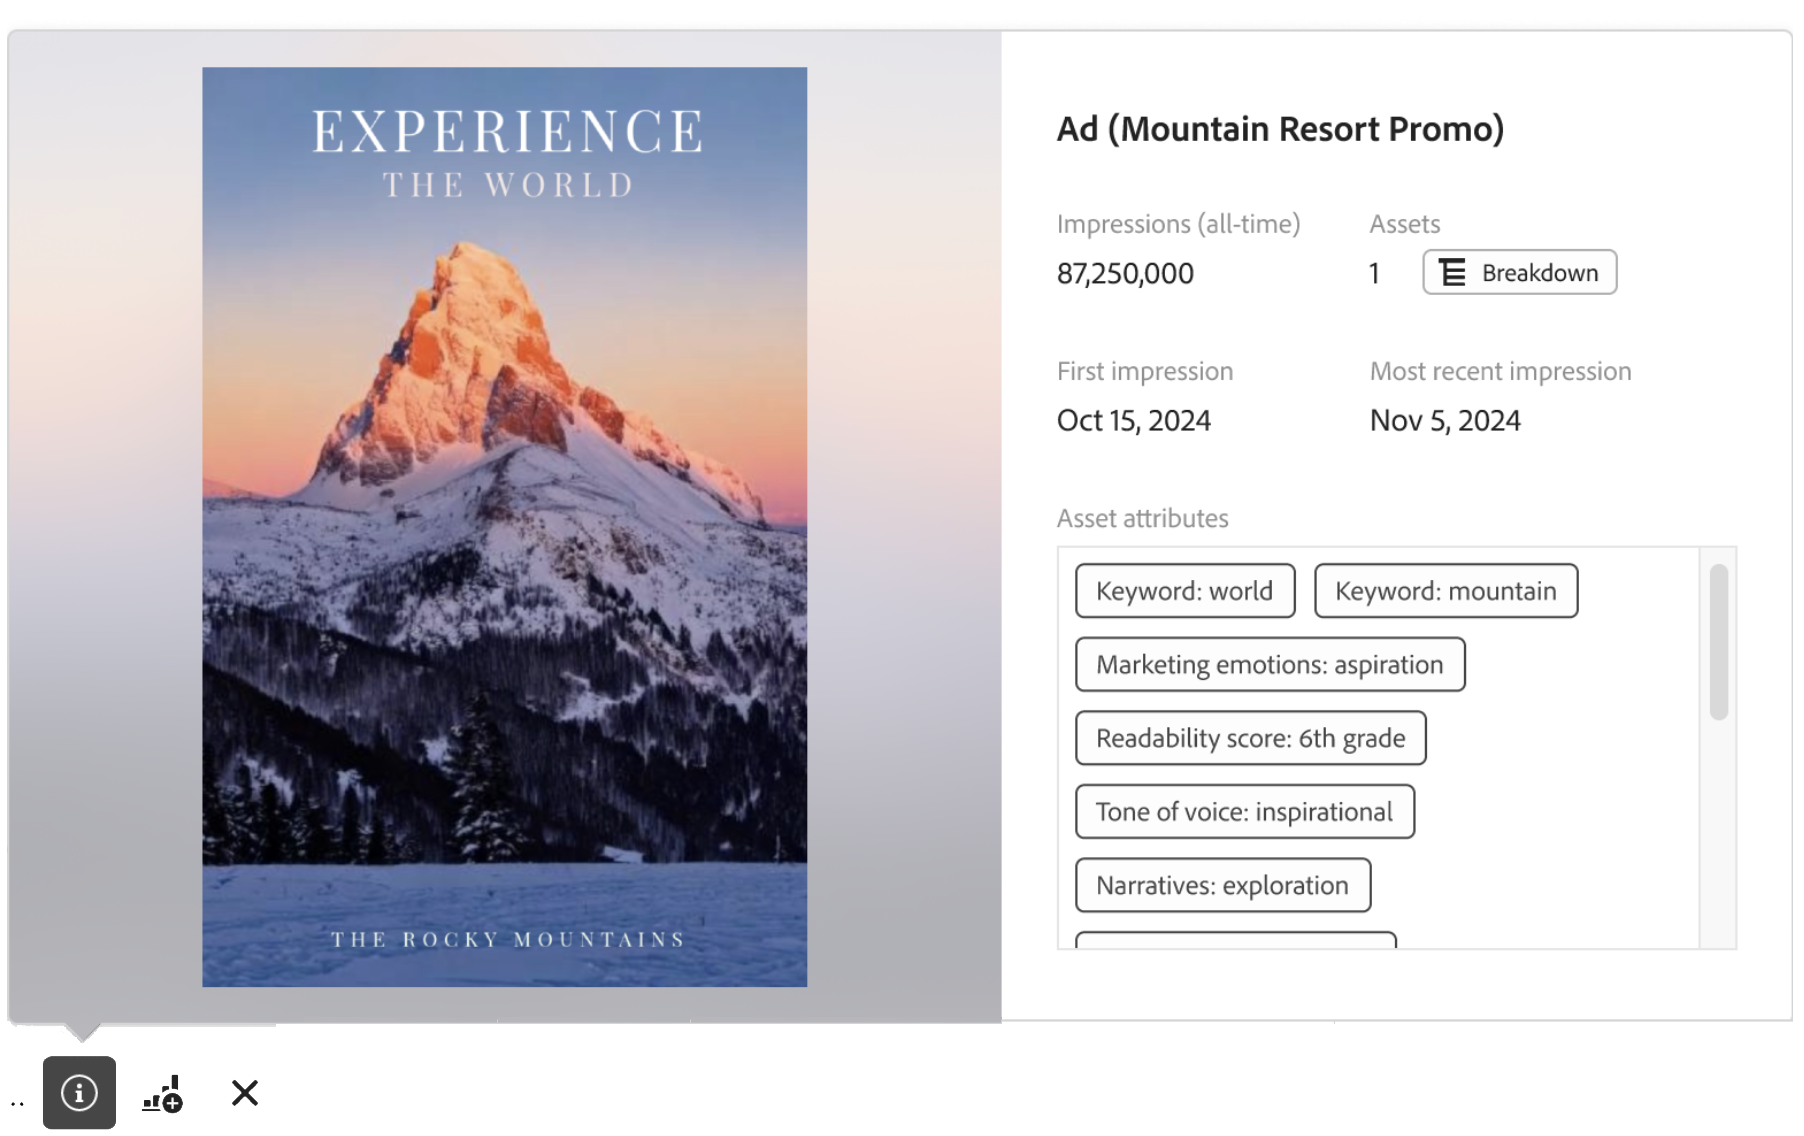 EXPERIENCE
THE WORLD
THE ROCKY MOUNTAINS
Ad (Mountain Resort Promo)
Impressions (all-time) Assets
87,250,000 1 Breakdown
First impression Most recent impression
Oct 15, 2024 Nov 5, 2024
Asset attributes
Keyword: world Keyword: mountain
Marketing emotions: aspiration
Readability score: 6th grade
Tone of voice: inspirational
Narratives: exploration